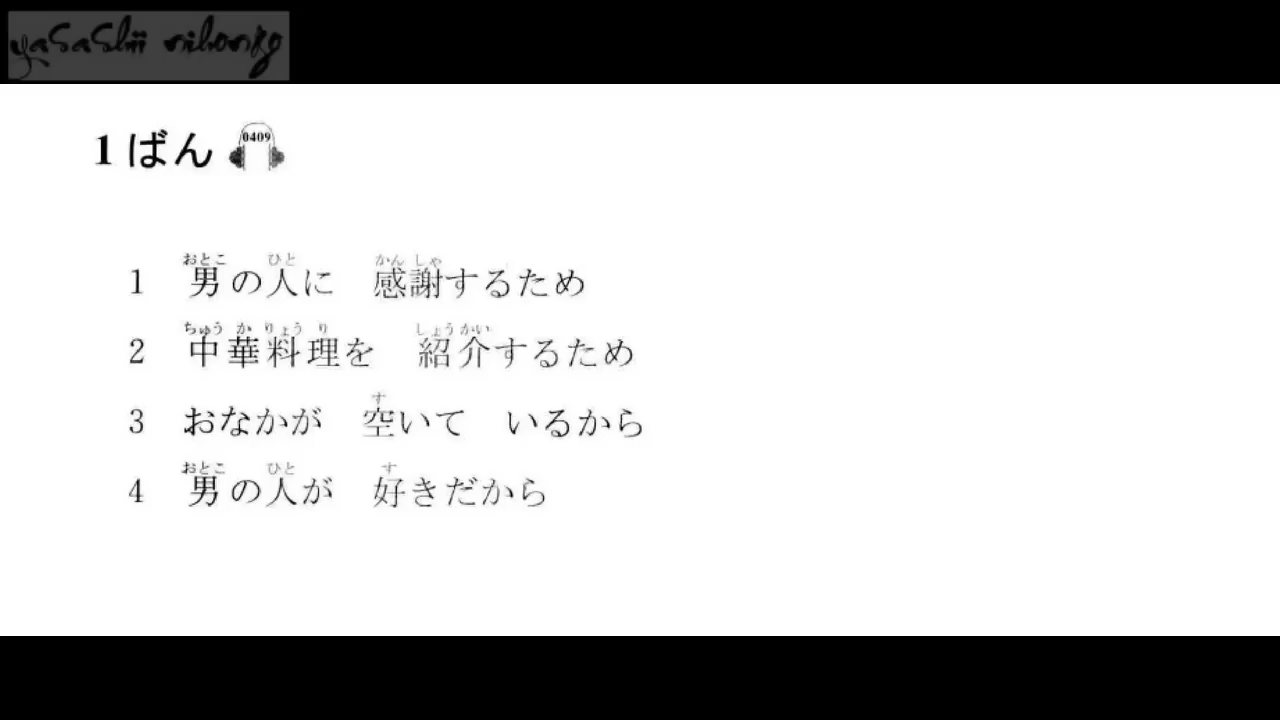 yasashii nihongo
1ばん 0409
1 男の人に 感謝するため
2 中華料理を 紹介するため
3 おなかが 空いて いるから
4 男の人が 好きだから